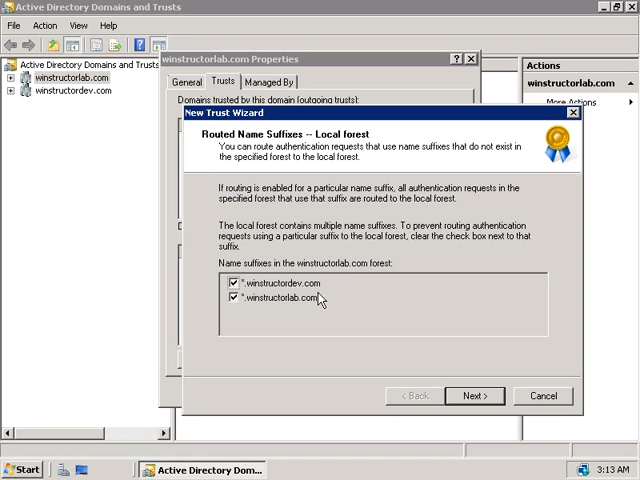 Active Directory Domains and Trusts
File Action View Help
Active Directory Domains and Trusts
winstructorlab.com
winstructordev.com
winstructorlab.com Properties
General Trusts Managed By
Domains trusted by this domain (outgoing trusts):
Actions
winstructorlab.com
More Actions
New Trust Wizard
Routed Name Suffixes -- Local forest
You can route authentication requests that use name suffixes that do not exist in
the specified forest to the local forest.
If routing is enabled for a particular name suffix, all authentication requests in the
specified forest that use that suffix are routed to the local forest.
The local forest contains multiple name suffixes. To prevent routing authentication
requests using a particular suffix to the local forest, clear the check box next to that
suffix.
Name suffixes in the winstructorlab.com forest:
*.winstructordev.com
*.winstructorlab.com
< Back Next > Cancel
Start Active Directory Dom... 3:13 AM